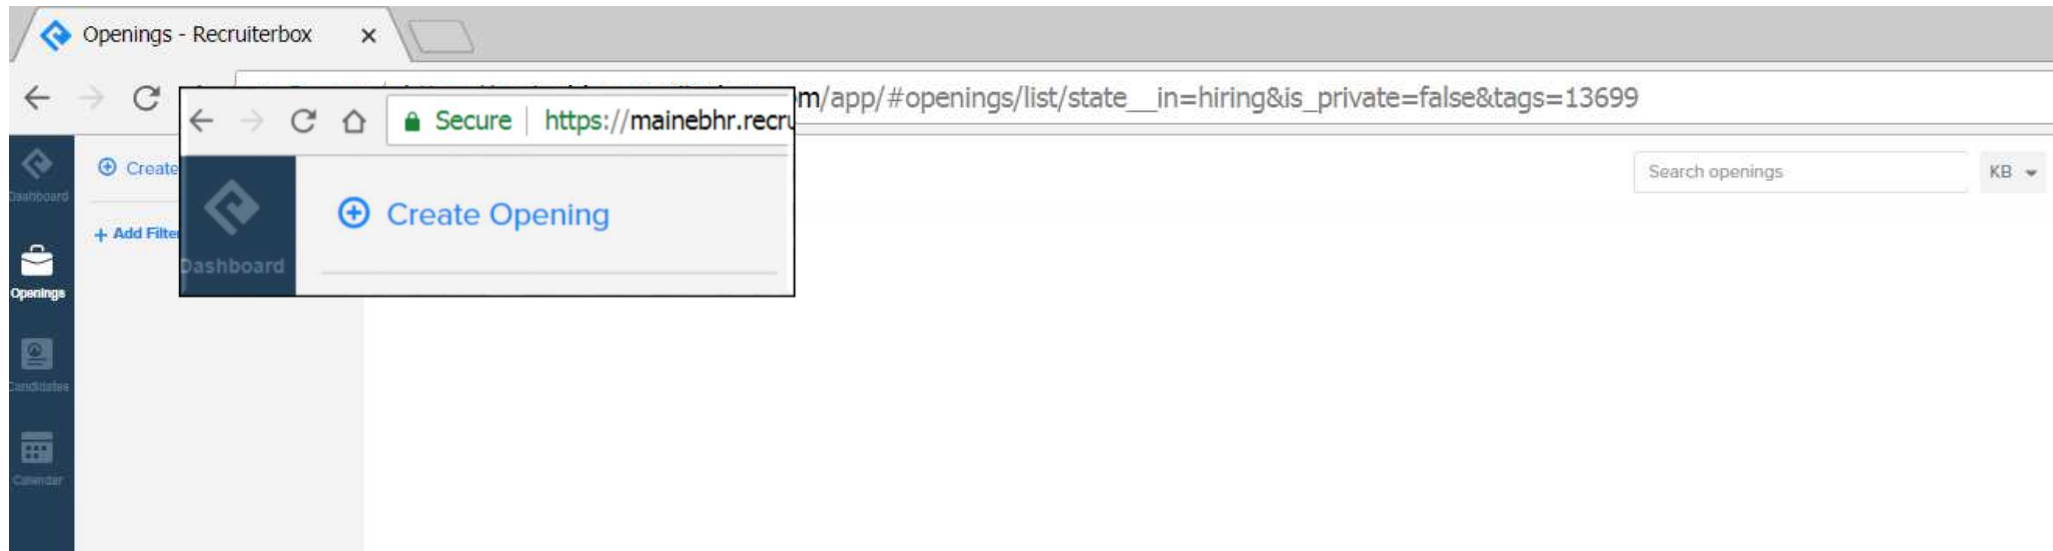 Openings - Recruiterbox
m/app/#openings/list/state__in=hiring&is_private=false&tags=13699
Secure https://mainebhr.recru
Dashboard
Create
Search openings
KB
Create Opening
Dashboard
+ Add Filter
Openings
Candidates
Calendar